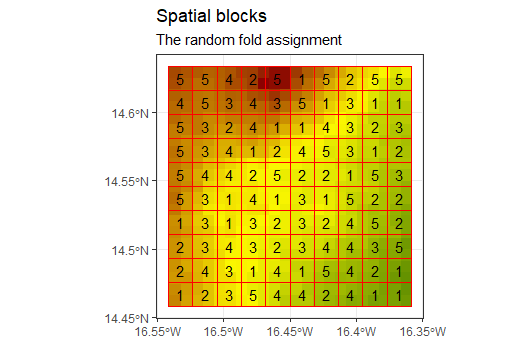 Spatial blocks
The random fold assignment
5 5 4 2 5 1 5 2 5 5
4 5 3 4 3 5 1 3 1 1
5 3 2 4 1 1 4 3 2 3
5 3 4 1 2 4 5 3 1 2
5 4 4 2 5 2 2 1 5 3
5 3 1 4 1 3 1 5 2 2
1 3 1 3 2 3 2 4 5 2
2 3 4 3 2 3 4 4 3 5
2 4 3 1 4 1 5 4 2 1
1 2 3 5 4 4 2 4 1 1
14.6°N
14.55°N
14.5°N
14.45°N
16.55°W 16.5°W 16.45°W 16.4°W 16.35°W